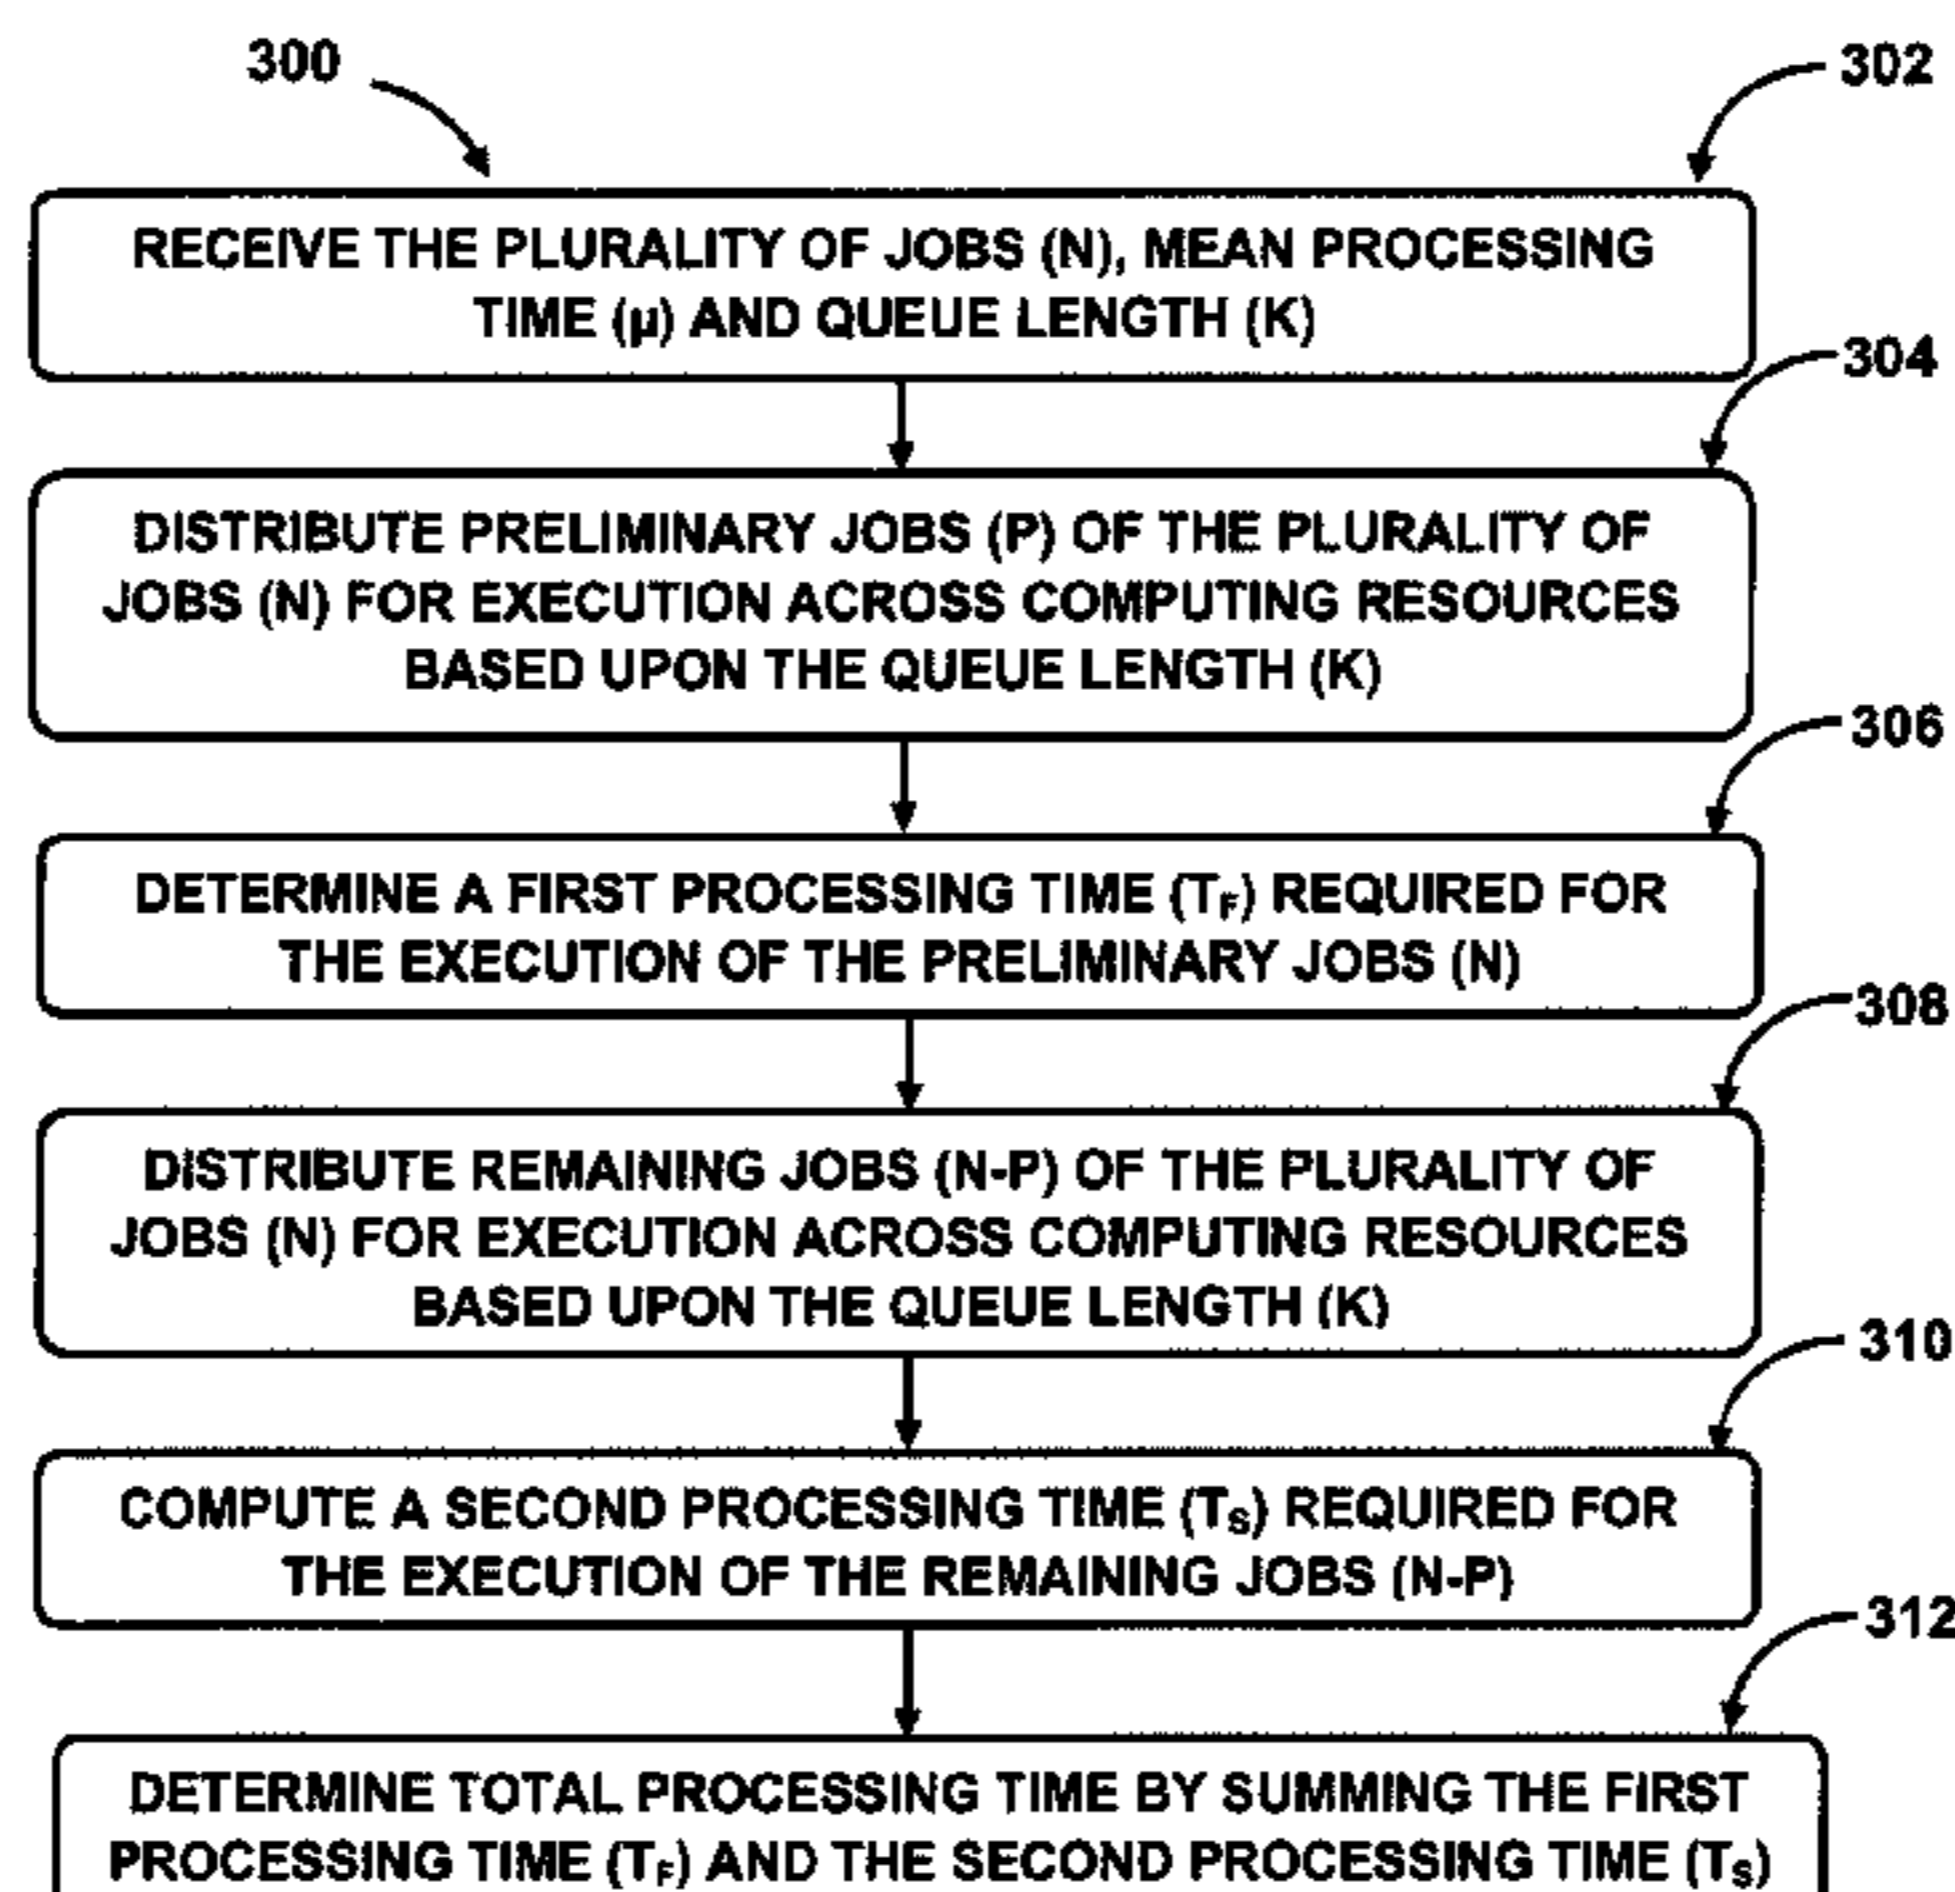 300
302
RECEIVE THE PLURALITY OF JOBS (N), MEAN PROCESSING
TIME (μ) AND QUEUE LENGTH (K)
304
DISTRIBUTE PRELIMINARY JOBS (P) OF THE PLURALITY OF
JOBS (N) FOR EXECUTION ACROSS COMPUTING RESOURCES
BASED UPON THE QUEUE LENGTH (K)
306
DETERMINE A FIRST PROCESSING TIME (TF) REQUIRED FOR
THE EXECUTION OF THE PRELIMINARY JOBS (N)
308
DISTRIBUTE REMAINING JOBS (N-P) OF THE PLURALITY OF
JOBS (N) FOR EXECUTION ACROSS COMPUTING RESOURCES
BASED UPON THE QUEUE LENGTH (K)
310
COMPUTE A SECOND PROCESSING TIME (TS) REQUIRED FOR
THE EXECUTION OF THE REMAINING JOBS (N-P)
312
DETERMINE TOTAL PROCESSING TIME BY SUMMING THE FIRST
PROCESSING TIME (TF) AND THE SECOND PROCESSING TIME (TS)